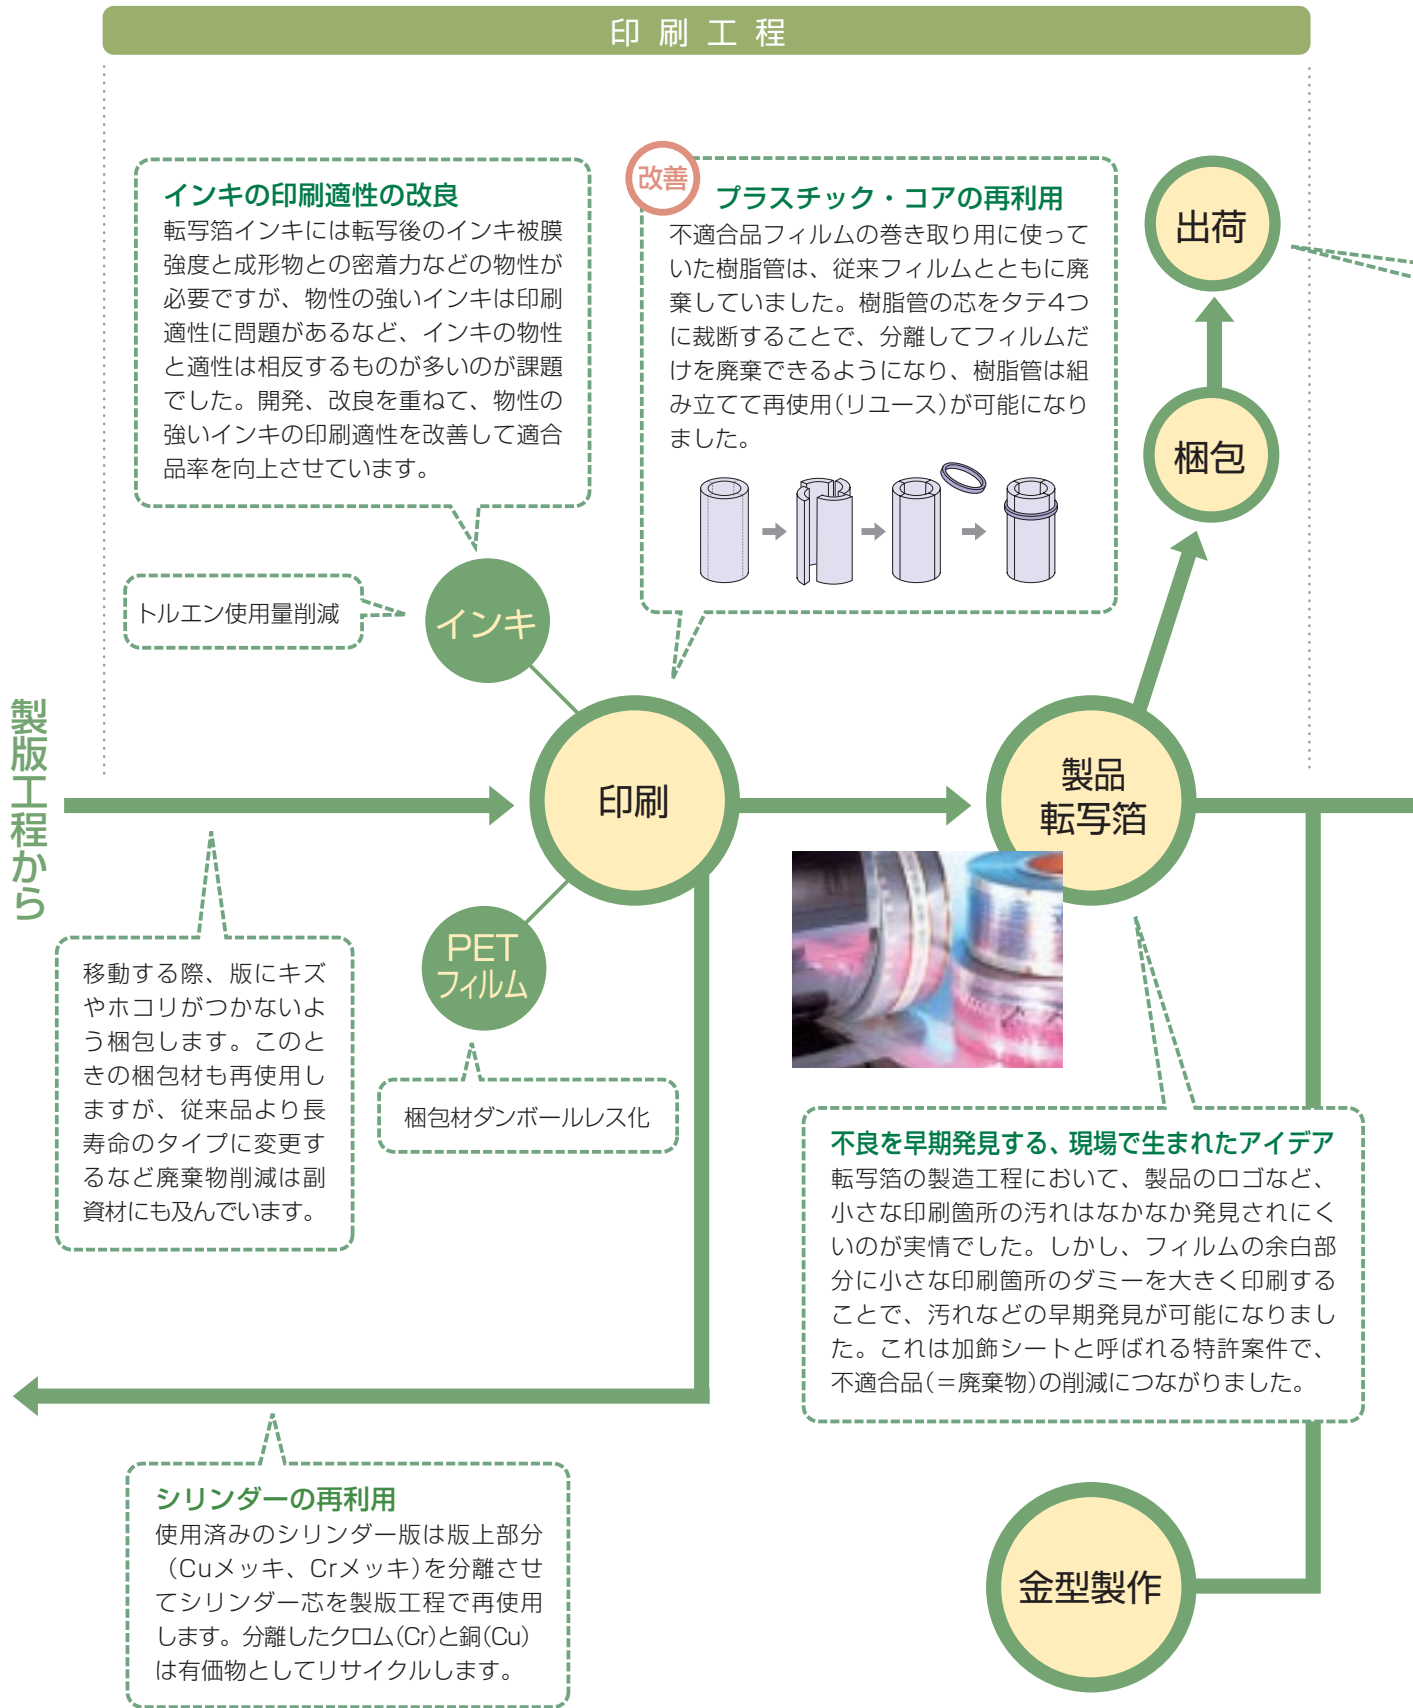 印刷工程
インキの印刷適性の改良
転写箔インキには転写後のインキ被膜
強度と成形物との密着力などの物性が
必要ですが、物性の強いインキは印刷
適性に問題があるなど、インキの物性
と適性は相反するものが多いのが課題
でした。開発、改良を重ねて、物性の
強いインキの印刷適性を改善して適合
品率を向上させています。
改善
プラスチック・コアの再利用
不適合品フィルムの巻き取り用に使って
いた樹脂管は、従来フィルムとともに廃
棄していました。樹脂管の芯をタテ4つ
に裁断することで、分離してフィルムだ
けを廃棄できるようになり、樹脂管は組
み立てて再使用(リユース)が可能になり
ました。
出荷
梱包
トルエン使用量削減
インキ
製版工程から
印刷
製品
転写箔
PET
フィルム
移動する際、版にキズ
やホコリがつかないよ
う梱包します。このと
きの梱包材も再使用し
ますが、従来品より長
寿命のタイプに変更す
るなど廃棄物削減は副
資材にも及んでいます。
梱包材ダンボールレス化
不良を早期発見する、現場で生まれたアイデア
転写箔の製造工程において、製品のロゴなど、
小さな印刷箇所の汚れはなかなか発見されにく
いのが実情でした。しかし、フィルムの余白部
分に小さな印刷箇所のダミーを大きく印刷する
ことで、汚れなどの早期発見が可能になりまし
た。これは加飾シートと呼ばれる特許案件で、
不適合品(＝廃棄物)の削減につながりました。
シリンダーの再利用
使用済みのシリンダー版は版上部分
（Cuメッキ、Crメッキ)を分離させ
てシリンダー芯を製版工程で再使用
します。分離したクロム(Cr)と銅(Cu)
は有価物としてリサイクルします。
金型製作